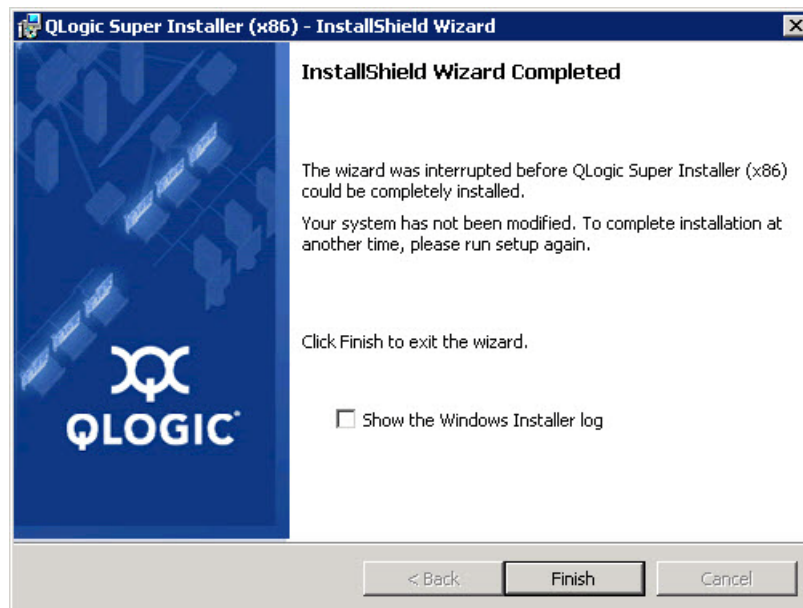 QLogic Super Installer (x86) - InstallShield Wizard
InstallShield Wizard Completed
The wizard was interrupted before QLogic Super Installer (x86)
could be completely installed.
Your system has not been modified. To complete installation at
another time, please run setup again.
Click Finish to exit the wizard.
QLOGIC
Show the Windows Installer log
< Back
Finish
Cancel